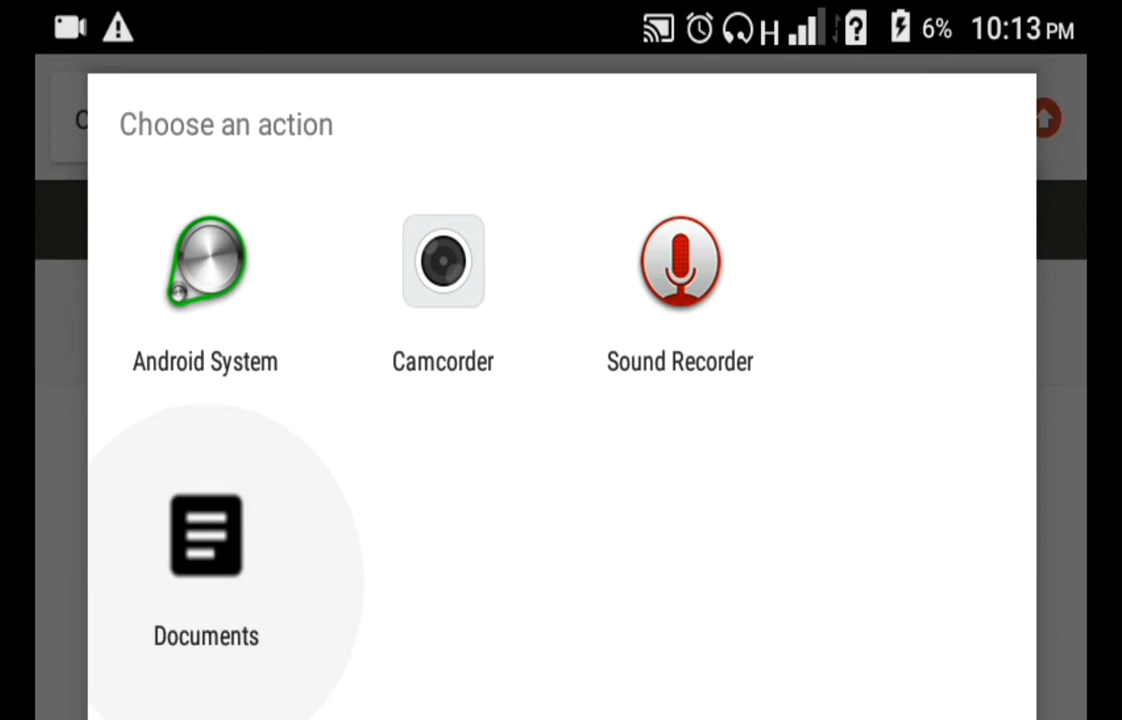 H 6% 10:13 PM
Choose an action
Android System Camcorder Sound Recorder
Documents